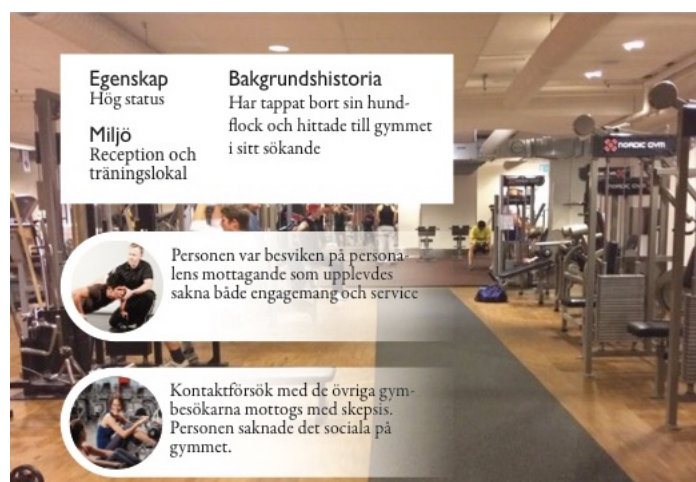 Egenskap
Hög status
Miljö
Reception och
träningslokal
Bakgrundshistoria
Har tappat bort sin hund-
flock och hittade till gymmet
i sitt sökande
NORDIC GYM
Personen var besviken på persona-
lens mottagande som upplevdes
sakna både engagemang och service
Kontaktförsök med de övriga gym-
besökarna mottogs med skepsis.
Personen saknade det sociala på
gymmet.